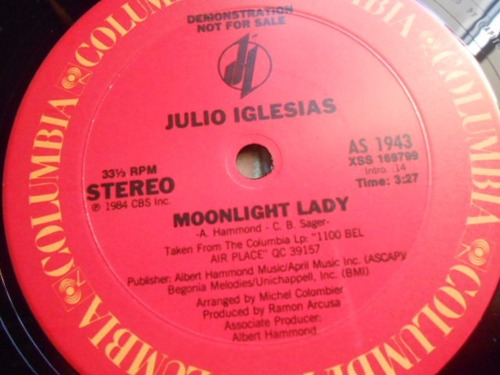 DEMONSTRATION
NOT FOR SALE
JULIO IGLESIAS
33⅓ RPM
STEREO
℗ 1984 CBS Inc.
AS 1943
XSS 169799
Intro. :14
Time: 3:27
MOONLIGHT LADY
-A. Hammond - C. B. Sager-
Taken From The Columbia Lp: "1100 BEL
AIR PLACE" QC 39157
Publisher: Albert Hammond Music/April Music Inc. (ASCAP)/
Begonia Melodies/Unichappell, Inc. (BMI)
Arranged by Michel Colombier
Produced by Ramon Arcusa
Associate Producer:
Albert Hammond
COLUMBIA
COLUMBIA
COLUMBIA
COLUMBIA
COLUMBIA